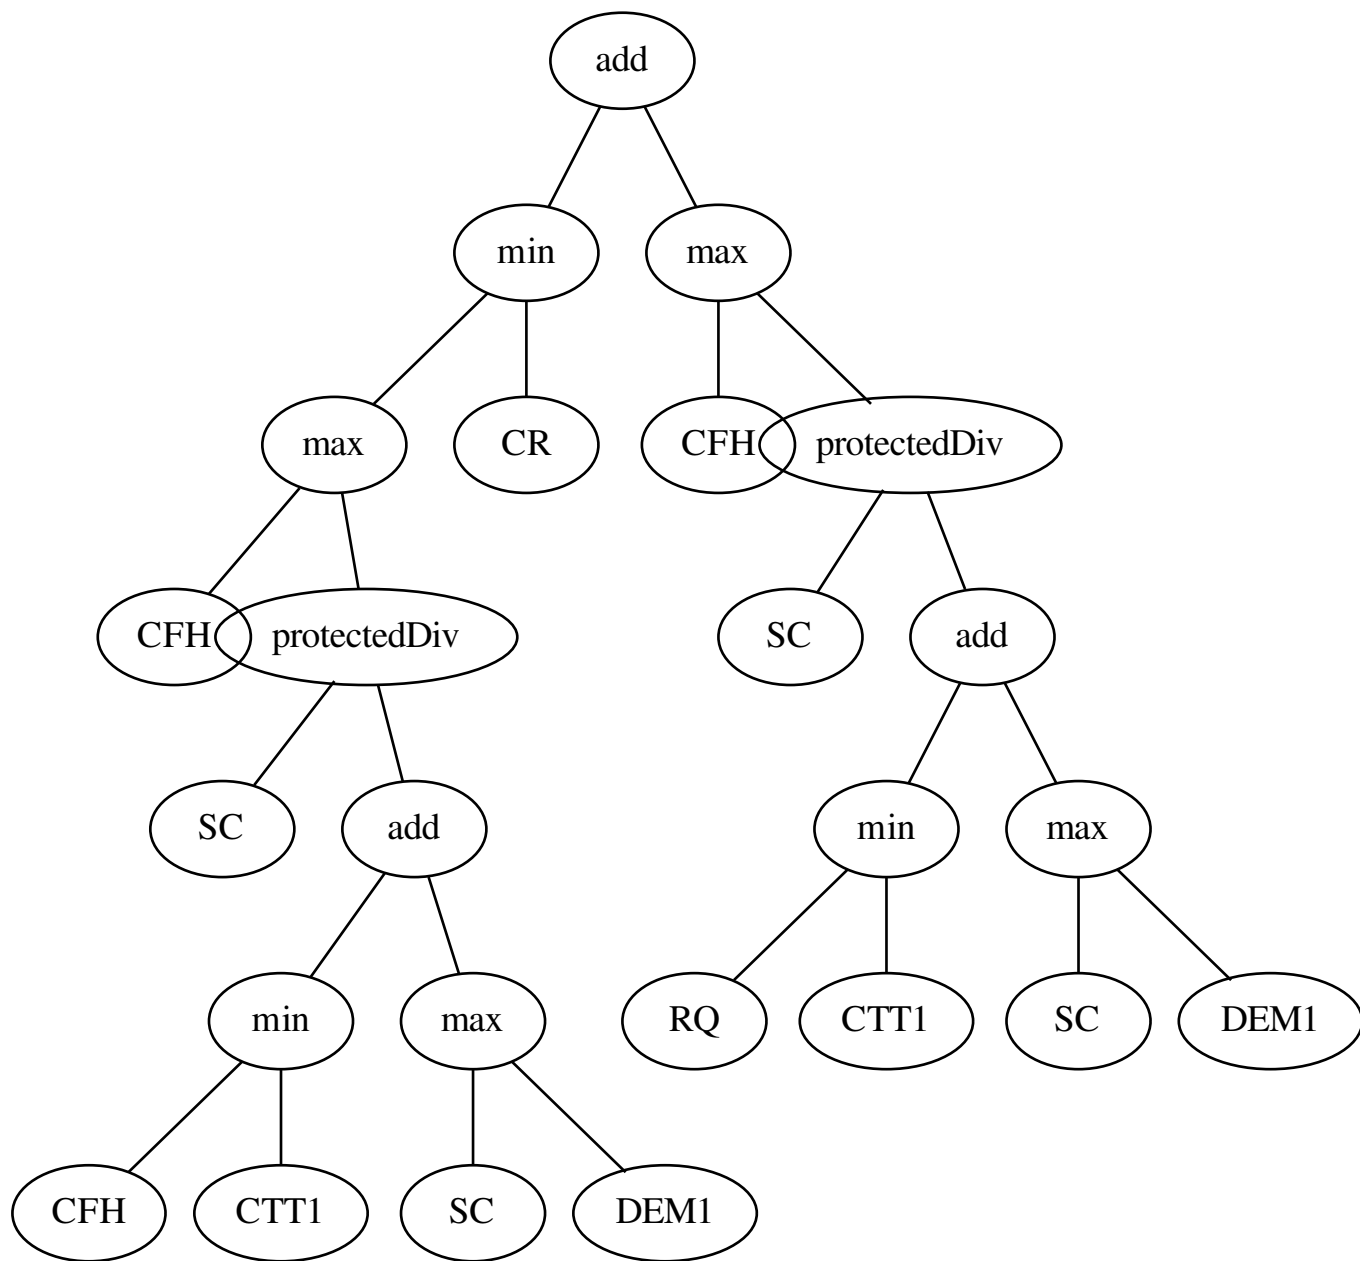 add
min max
max CR CFH protectedDiv
CFH protectedDiv SC add
SC add min max
min max RQ CTT1 SC DEM1
CFH CTT1 SC DEM1